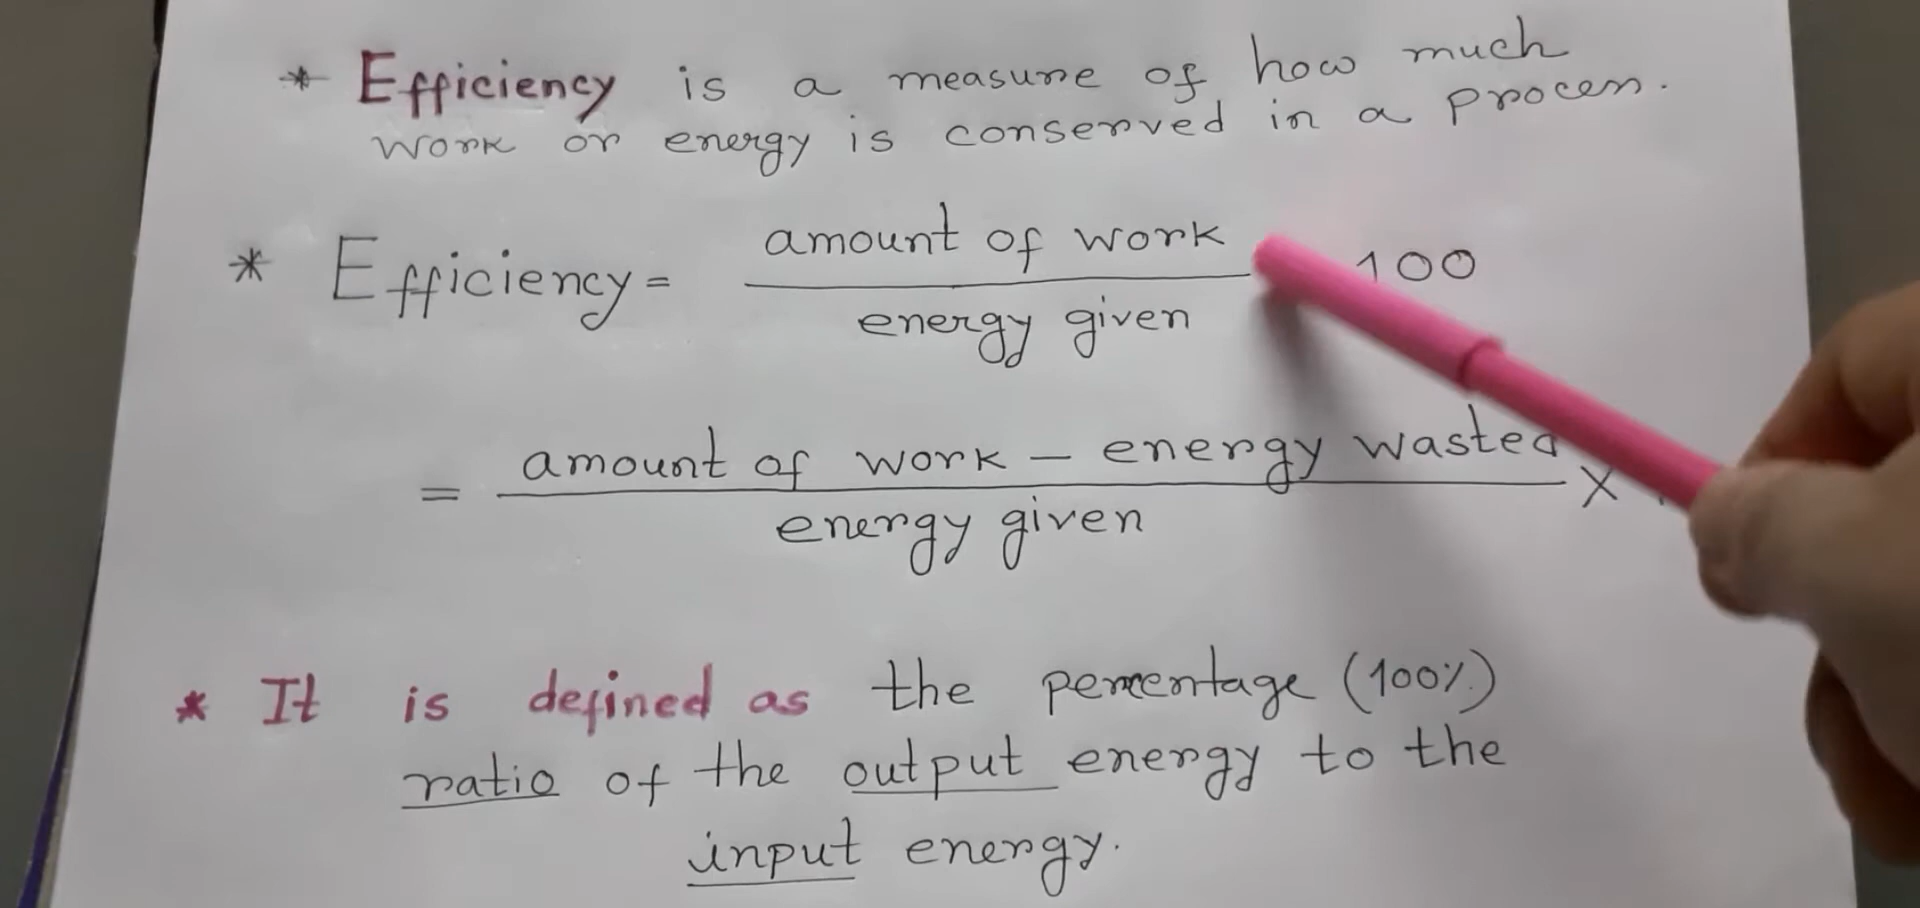 * Efficiency is a measure of how much
work or energy is conserved in a process.
* Efficiency = amount of work
energy given
100
= amount of work - energy wasted
energy given
X
* It is defined as the percentage (100%)
ratio of the output energy to the
input energy.